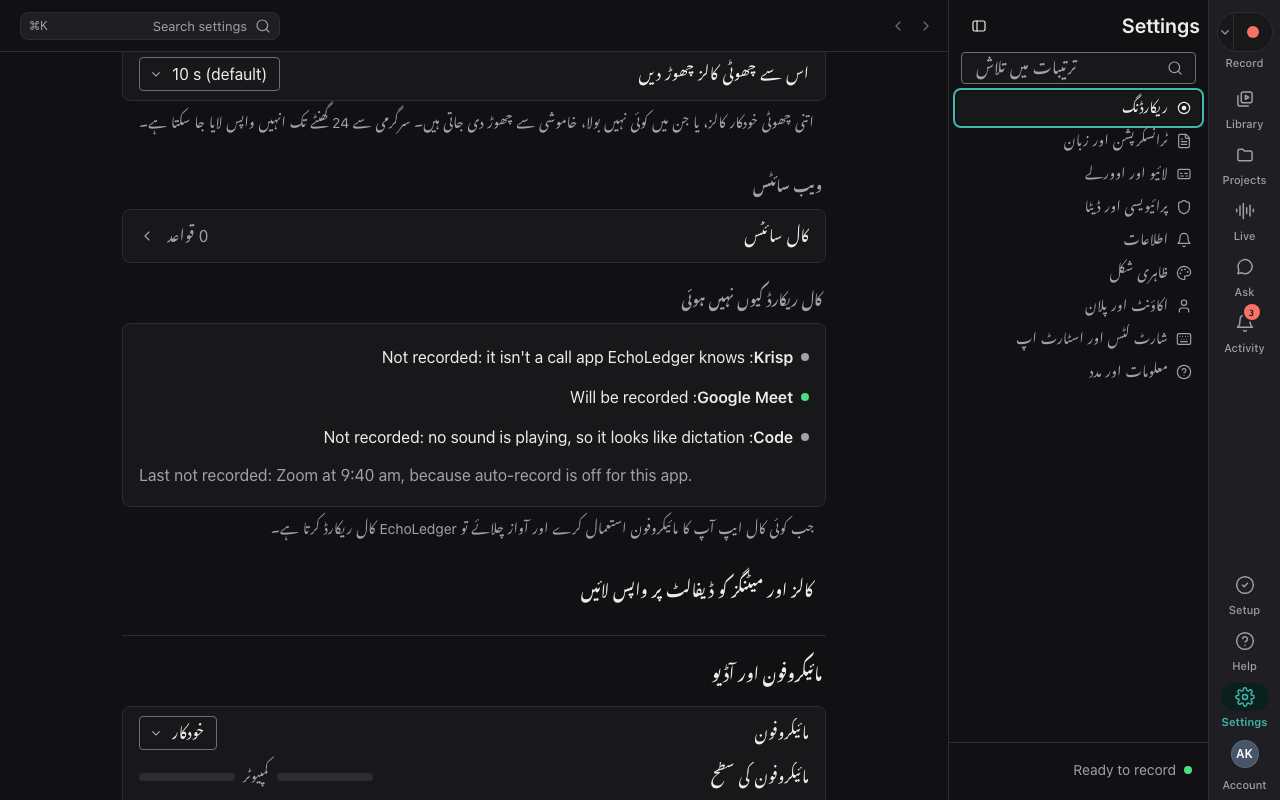 Record
Library
Projects
Live
Ask
3
Activity
Setup
Help
Settings
AK
Account
Settings
ترتیبات میں تلاش
ریکارڈنگ
ٹرانسکرپشن اور زبان
لائیو اور اوورلے
پرائیویسی اور ڈیٹا
اطلاعات
ظاہری شکل
اکاؤنٹ اور پلان
شارٹ کٹس اور اسٹارٹ اپ
معلومات اور مدد
Ready to record
Search settings ⌘K
اس سے چھوٹی کالز چھوڑ دیں
10 s (default)
اتنی چھوٹی خودکار کالز، یا جن میں کوئی نہیں بولا، خاموشی سے چھوڑ دی جاتی ہیں۔ سرگرمی سے 24 گھنٹے تک انہیں واپس لایا جا سکتا ہے۔
ویب سائٹس
کال سائٹس
0 قواعد
کال ریکارڈ کیوں نہیں ہوئی
Krisp: Not recorded: it isn't a call app EchoLedger knows
Google Meet: Will be recorded
Code: Not recorded: no sound is playing, so it looks like dictation
Last not recorded: Zoom at 9:40 am, because auto-record is off for this app.
جب کوئی کال ایپ آپ کا مائیکروفون استعمال کرے اور آواز چلائے تو EchoLedger کال ریکارڈ کرتا ہے۔
کالز اور میٹنگز کو ڈیفالٹ پر واپس لائیں
مائیکروفون اور آڈیو
مائیکروفون
خودکار
مائیکروفون کی سطح
کمپیوٹر